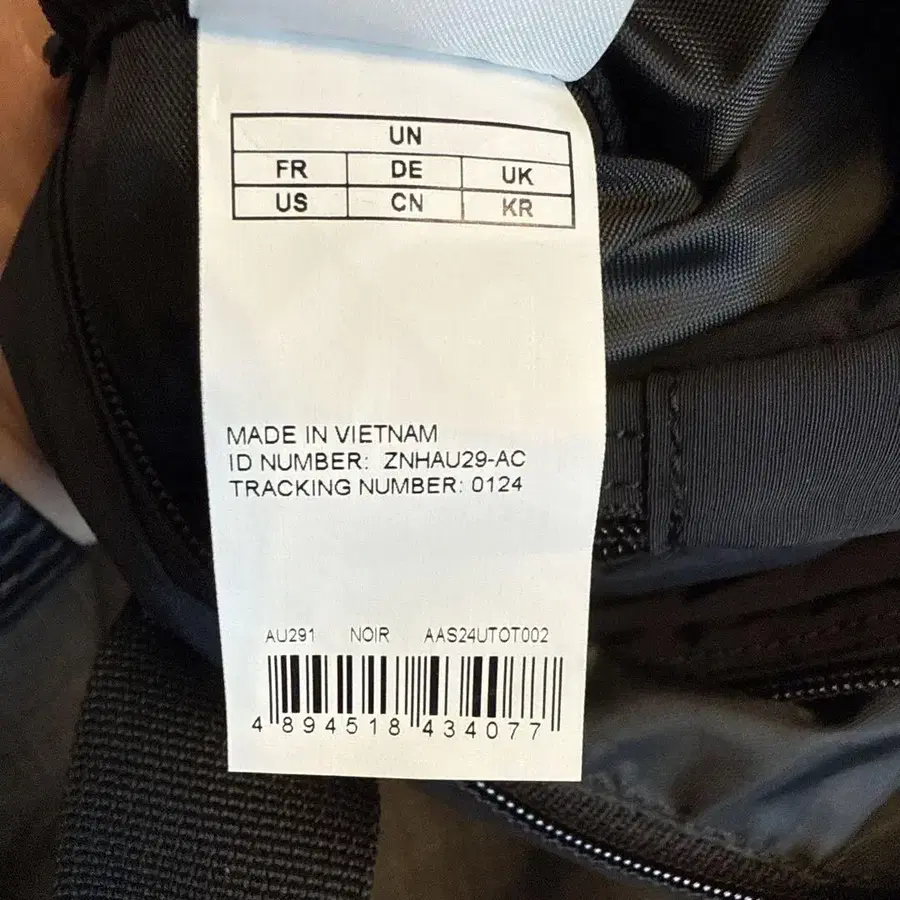 UN
FR DE UK
US CN KR
MADE IN VIETNAM
ID NUMBER: ZNHAU29-AC
TRACKING NUMBER: 0124
AU291 NOIR AAS24UTOT002
4 894518 434077